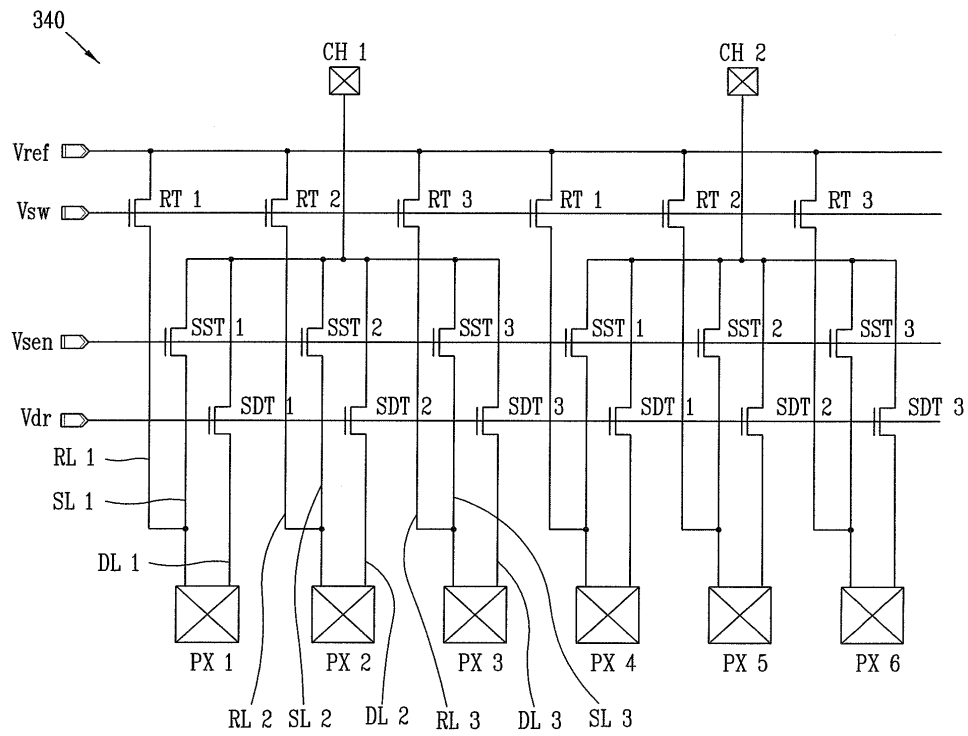 340
CH 1 CH 2
Vref
Vsw RT 1 RT 2 RT 3 RT 1 RT 2 RT 3
Vsen SST 1 SST 2 SST 3 SST 1 SST 2 SST 3
Vdr SDT 1 SDT 2 SDT 3 SDT 1 SDT 2 SDT 3
RL 1
SL 1
DL 1
PX 1 PX 2 PX 3 PX 4 PX 5 PX 6
RL 2 SL 2 DL 2 RL 3 DL 3 SL 3